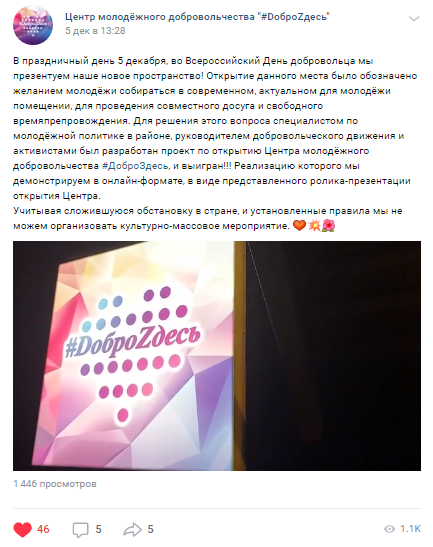 Центр молодёжного добровольчества "#DоброZдесь"
5 дек в 13:28
В праздничный день 5 декабря, во Всероссийский День добровольца мы
презентуем наше новое пространство! Открытие данного места было обозначено
желанием молодёжи собираться в современном, актуальном для молодёжи
помещении, для проведения совместного досуга и свободного
времяпрепровождения. Для решения этого вопроса специалистом по
молодёжной политике в районе, руководителем добровольческого движения и
активистами был разработан проект по открытию Центра молодёжного
добровольчества #ДоброЗдесь, и выигран!!! Реализацию которого мы
демонстрируем в онлайн-формате, в виде представленного ролика-презентации
открытия Центра.
Учитывая сложившуюся обстановку в стране, и установленные правила мы не
можем организовать культурно-массовое мероприятие. ❤️💥🌺
#DоброZдесь
1 446 просмотров
46 5 5 1.1K